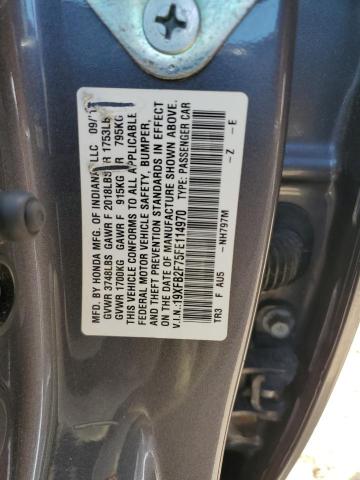 MFD. BY HONDA MFG. OF INDIANA LLC 09/1
GVWR 3748LBS GAWR F 2018LBS R 1753LB
GVWR 1700KG GAWR F 915KG R 795KG
THIS VEHICLE CONFORMS TO ALL APPLICABLE
FEDERAL MOTOR VEHICLE SAFETY, BUMPER,
AND THEFT PREVENTION STANDARDS IN EFFECT
ON THE DATE OF MANUFACTURE SHOWN ABOVE.
V.I.N.:19XFB2F75FE114970 TYPE: PASSENGER CAR
TR3 F AU5 -NH797M -Z -E